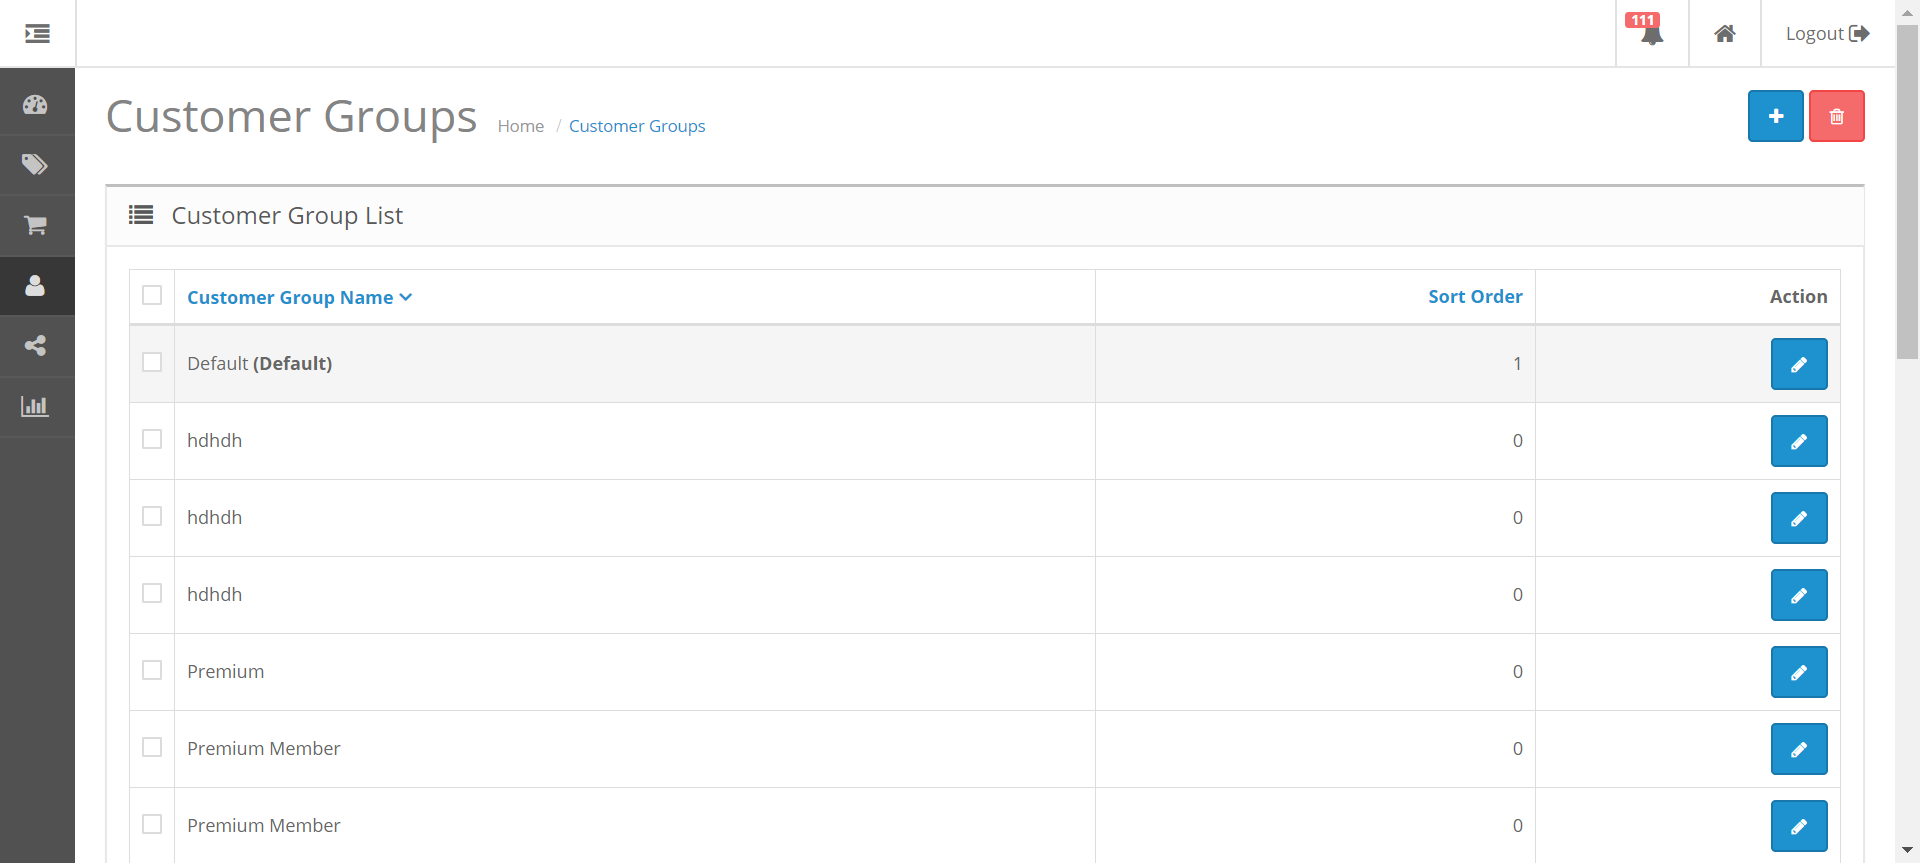 111
Logout
Customer Groups
Home / Customer Groups
Customer Group List
Customer Group Name Sort Order Action
Default (Default) 1
hdhdh 0
hdhdh 0
hdhdh 0
Premium 0
Premium Member 0
Premium Member 0